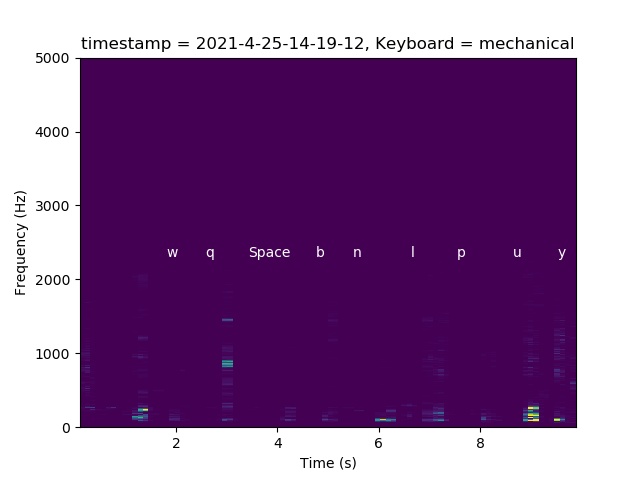 timestamp = 2021-4-25-14-19-12, Keyboard = mechanical
5000
4000
3000
2000
1000
0
Frequency (Hz)
w q Space b n l p u y
2 4 6 8
Time (s)